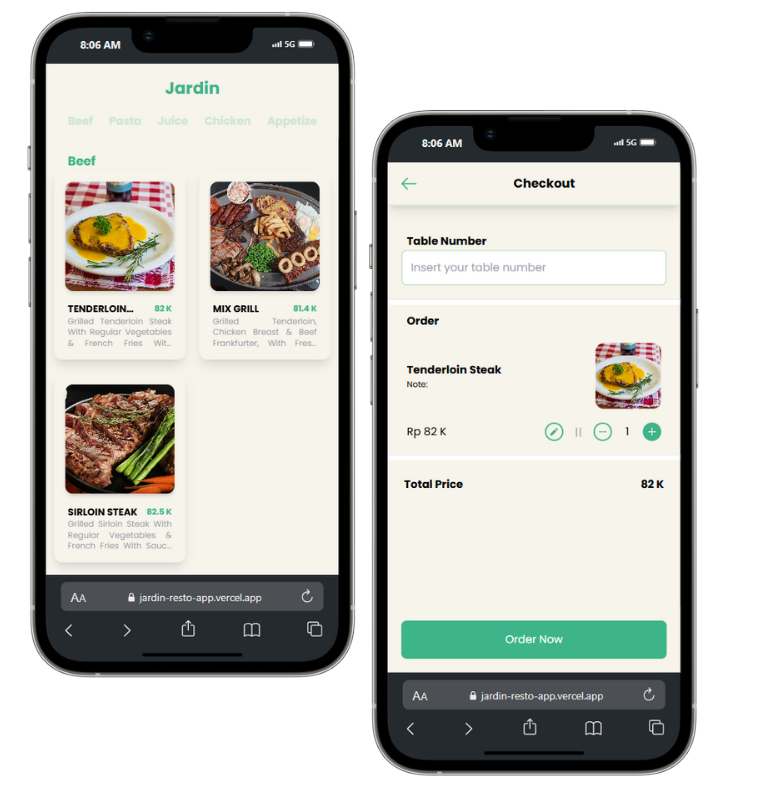 8:06 AM
5G
Jardin
Beef Pasta Juice Chicken Appetize
Beef
TENDERLOIN... 82 K
Grilled Tenderloin Steak
With Regular Vegetables
& French Fries Wit...
MIX GRILL 81.4 K
Grilled Tenderloin,
Chicken Breast & Beef
Frankfurter, With Fres...
SIRLOIN STEAK 82.5 K
Grilled Sirloin Steak With
Regular Vegetables &
French Fries With Sauc...
AA jardin-resto-app.vercel.app
8:06 AM
5G
Checkout
Table Number
Insert your table number
Order
Tenderloin Steak
Note:
Rp 82 K 1
Total Price 82 K
Order Now
AA jardin-resto-app.vercel.app